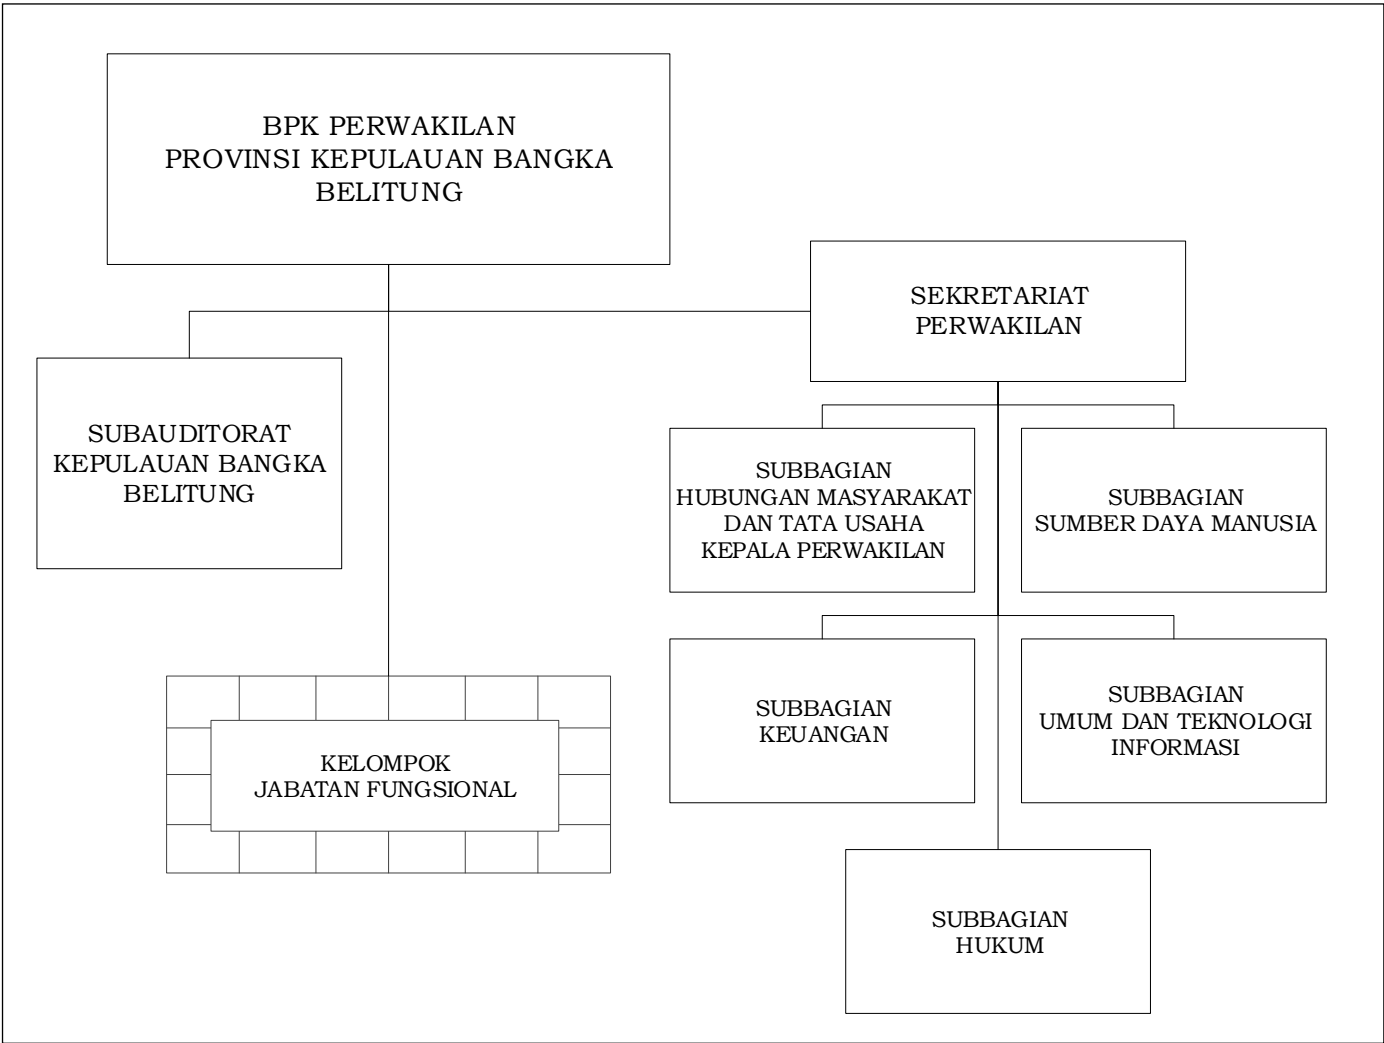 BPK PERWAKILAN
PROVINSI KEPULAUAN BANGKA
BELITUNG
SEKRETARIAT
PERWAKILAN
SUBAUDITORAT
KEPULAUAN BANGKA
BELITUNG
SUBBAGIAN
HUBUNGAN MASYARAKAT
DAN TATA USAHA
KEPALA PERWAKILAN
SUBBAGIAN
SUMBER DAYA MANUSIA
SUBBAGIAN
KEUANGAN
SUBBAGIAN
UMUM DAN TEKNOLOGI
INFORMASI
KELOMPOK
JABATAN FUNGSIONAL
SUBBAGIAN
HUKUM